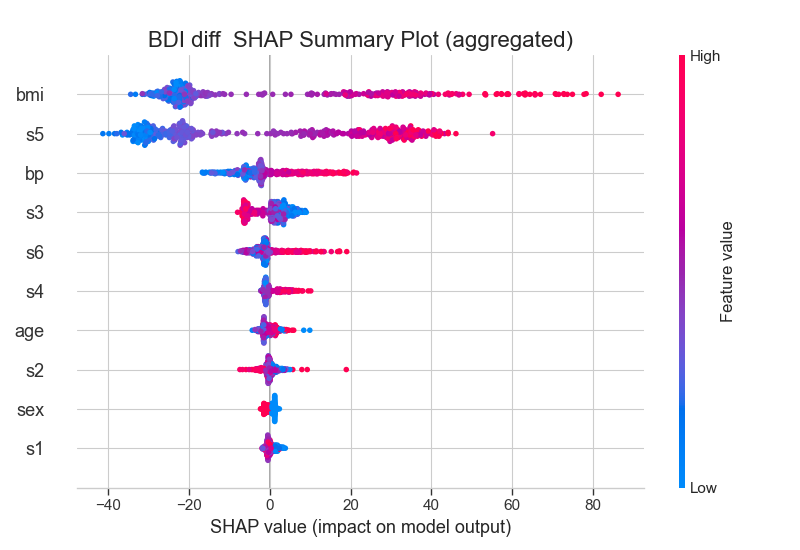 BDI diff  SHAP Summary Plot (aggregated)
High
bmi
s5
bp
s3
s6
s4
age
s2
sex
s1
Feature value
Low
−40 −20 0 20 40 60 80
SHAP value (impact on model output)